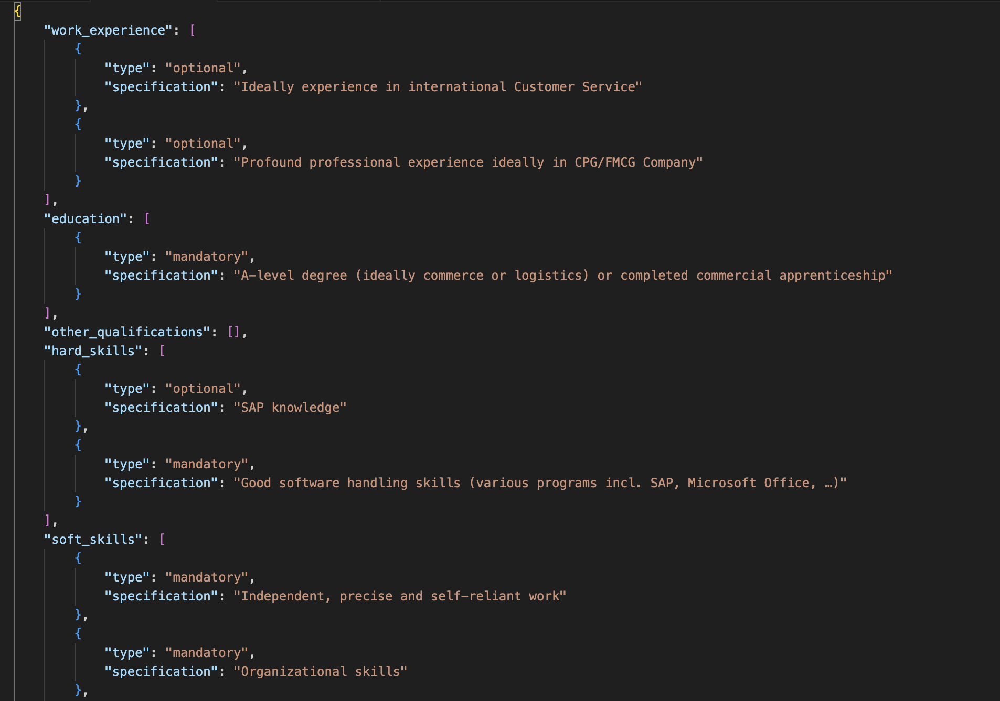 {
    "work_experience": [
        {
            "type": "optional",
            "specification": "Ideally experience in international Customer Service"
        },
        {
            "type": "optional",
            "specification": "Profound professional experience ideally in CPG/FMCG Company"
        }
    ],
    "education": [
        {
            "type": "mandatory",
            "specification": "A-level degree (ideally commerce or logistics) or completed commercial apprenticeship"
        }
    ],
    "other_qualifications": [],
    "hard_skills": [
        {
            "type": "optional",
            "specification": "SAP knowledge"
        },
        {
            "type": "mandatory",
            "specification": "Good software handling skills (various programs incl. SAP, Microsoft Office, …)"
        }
    ],
    "soft_skills": [
        {
            "type": "mandatory",
            "specification": "Independent, precise and self-reliant work"
        },
        {
            "type": "mandatory",
            "specification": "Organizational skills"
        },